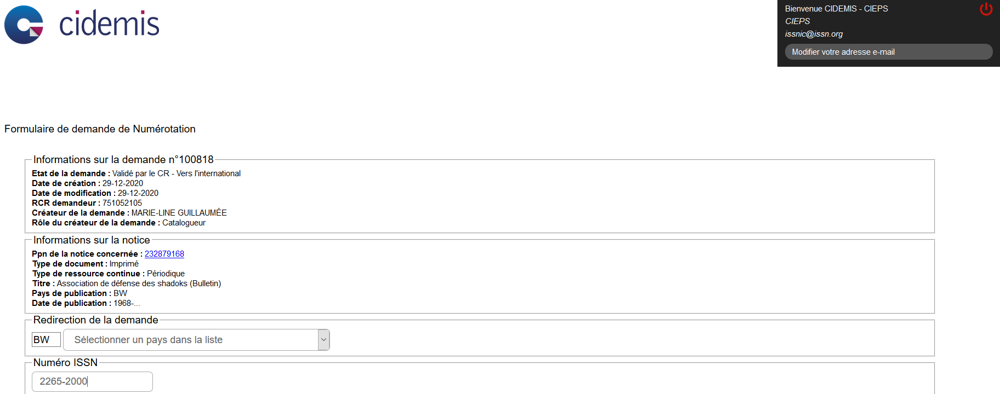 cidemis
Bienvenue CIDEMIS - CIEPS
CIEPS
issnic@issn.org
Modifier votre adresse e-mail
Formulaire de demande de Numérotation
Informations sur la demande n°100818
Etat de la demande : Validé par le CR - Vers l'international
Date de création : 29-12-2020
Date de modification : 29-12-2020
RCR demandeur : 751052105
Créateur de la demande : MARIE-LINE GUILLAUMÉE
Rôle du créateur de la demande : Catalogueur
Informations sur la notice
Ppn de la notice concernée : 232879168
Type de document : Imprimé
Type de ressource continue : Périodique
Titre : Association de défense des shadoks (Bulletin)
Pays de publication : BW
Date de publication : 1968-...
Redirection de la demande
BW Sélectionner un pays dans la liste
Numéro ISSN
2265-2000